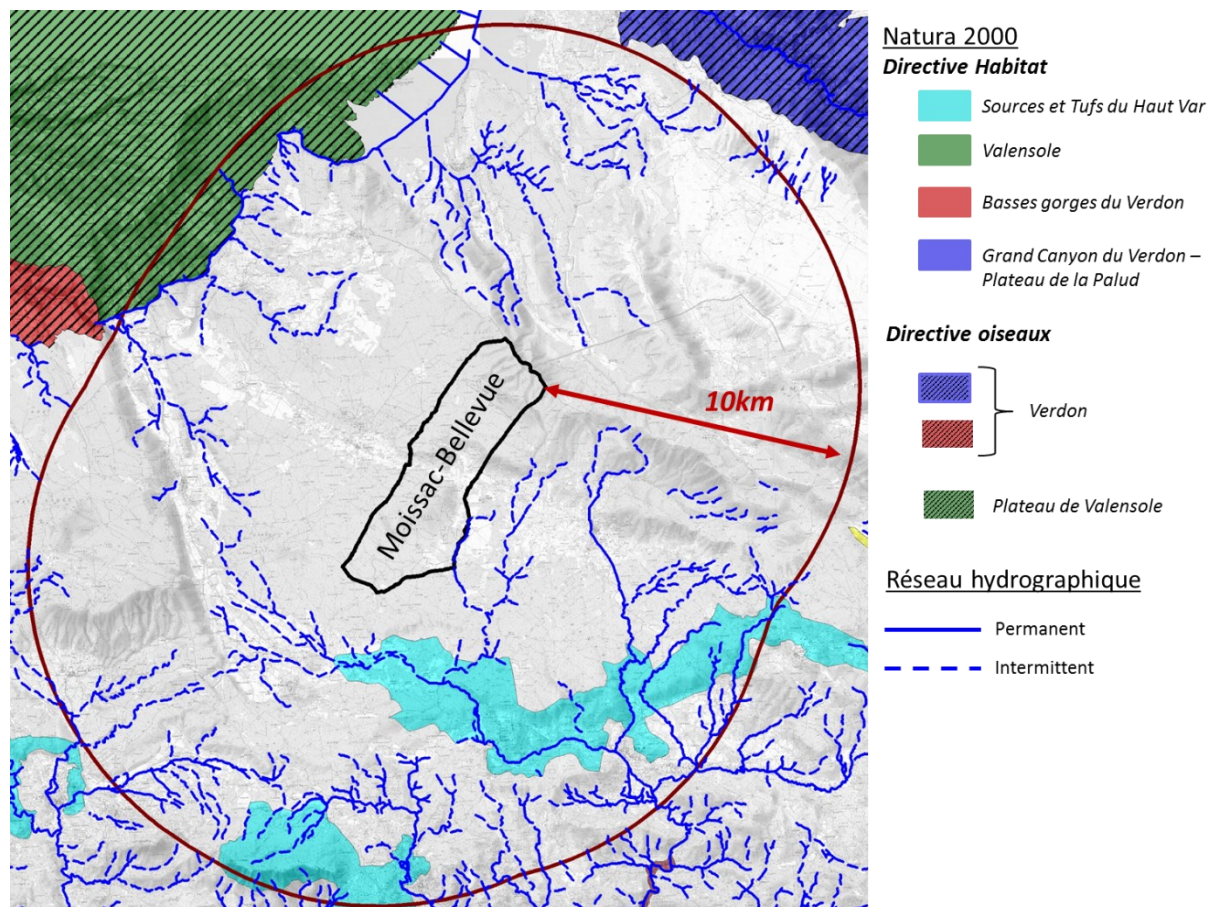 Natura 2000
Directive Habitat
Sources et Tufs du Haut Var
Valensole
Basses gorges du Verdon
Grand Canyon du Verdon –
Plateau de la Palud
Directive oiseaux
Verdon
Plateau de Valensole
Réseau hydrographique
Permanent
Intermittent
Moissac-Bellevue
10km